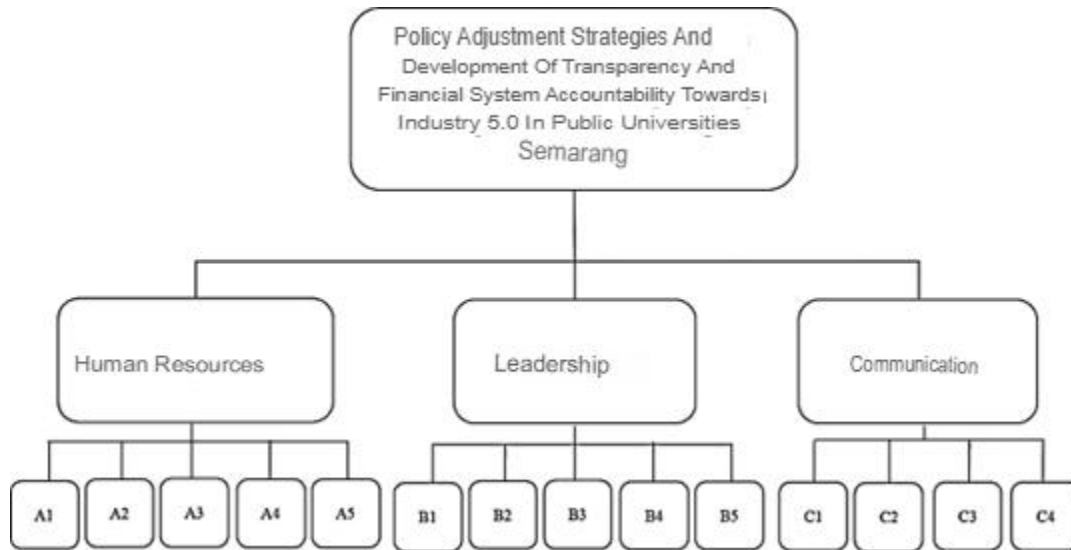 Policy Adjustment Strategies And
Development Of Transparency And
Financial System Accountability Towards
Industry 5.0 In Public Universities
Semarang
Human Resources
Leadership
Communication
A1
A2
A3
A4
A5
B1
B2
B3
B4
B5
C1
C2
C3
C4